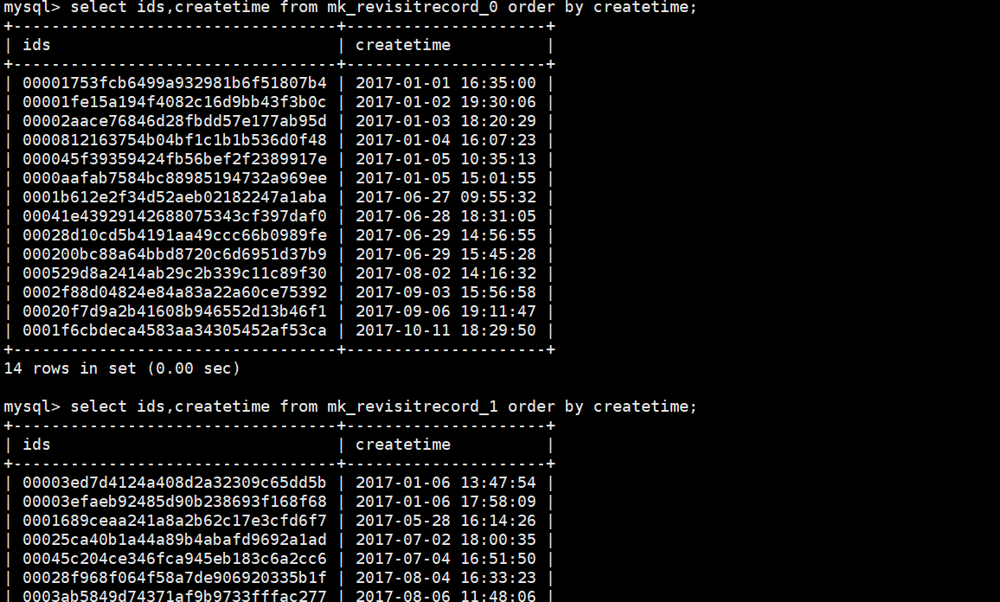 mysql> select ids,createtime from mk_revisitrecord_0 order by createtime;
+----------------------------------+---------------------+
| ids                              | createtime          |
+----------------------------------+---------------------+
| 00001753fcb6499a932981b6f51807b4 | 2017-01-01 16:35:00 |
| 00001fe15a194f4082c16d9bb43f3b0c | 2017-01-02 19:30:06 |
| 00002aace76846d28fbdd57e177ab95d | 2017-01-03 18:20:29 |
| 0000812163754b04bf1c1b1b536d0f48 | 2017-01-04 16:07:23 |
| 000045f39359424fb56bef2f2389917e | 2017-01-05 10:35:13 |
| 0000aafab7584bc88985194732a969ee | 2017-01-05 15:01:55 |
| 0001b612e2f34d52aeb02182247a1aba | 2017-06-27 09:55:32 |
| 00041e43929142688075343cf397daf0 | 2017-06-28 18:31:05 |
| 00028d10cd5b4191aa49ccc66b0989fe | 2017-06-29 14:56:55 |
| 000200bc88a64bbd8720c6d6951d37b9 | 2017-06-29 15:45:28 |
| 000529d8a2414ab29c2b339c11c89f30 | 2017-08-02 14:16:32 |
| 0002f88d04824e84a83a22a60ce75392 | 2017-09-03 15:56:58 |
| 00020f7d9a2b41608b946552d13b46f1 | 2017-09-06 19:11:47 |
| 0001f6cbdeca4583aa34305452af53ca | 2017-10-11 18:29:50 |
+----------------------------------+---------------------+
14 rows in set (0.00 sec)
mysql> select ids,createtime from mk_revisitrecord_1 order by createtime;
+----------------------------------+---------------------+
| ids                              | createtime          |
+----------------------------------+---------------------+
| 00003ed7d4124a408d2a32309c65dd5b | 2017-01-06 13:47:54 |
| 00003efaeb92485d90b238693f168f68 | 2017-01-06 17:58:09 |
| 0001689ceaa241a8a2b62c17e3cfd6f7 | 2017-05-28 16:14:26 |
| 00025ca40b1a44a89b4abafd9692a1ad | 2017-07-02 18:00:35 |
| 00045c204ce346fca945eb183c6a2cc6 | 2017-07-04 16:51:50 |
| 00028f968f064f58a7de906920335b1f | 2017-08-04 16:33:23 |
| 0003ab5849d74371af9b9733fffac277 | 2017-08-06 11:48:06 |